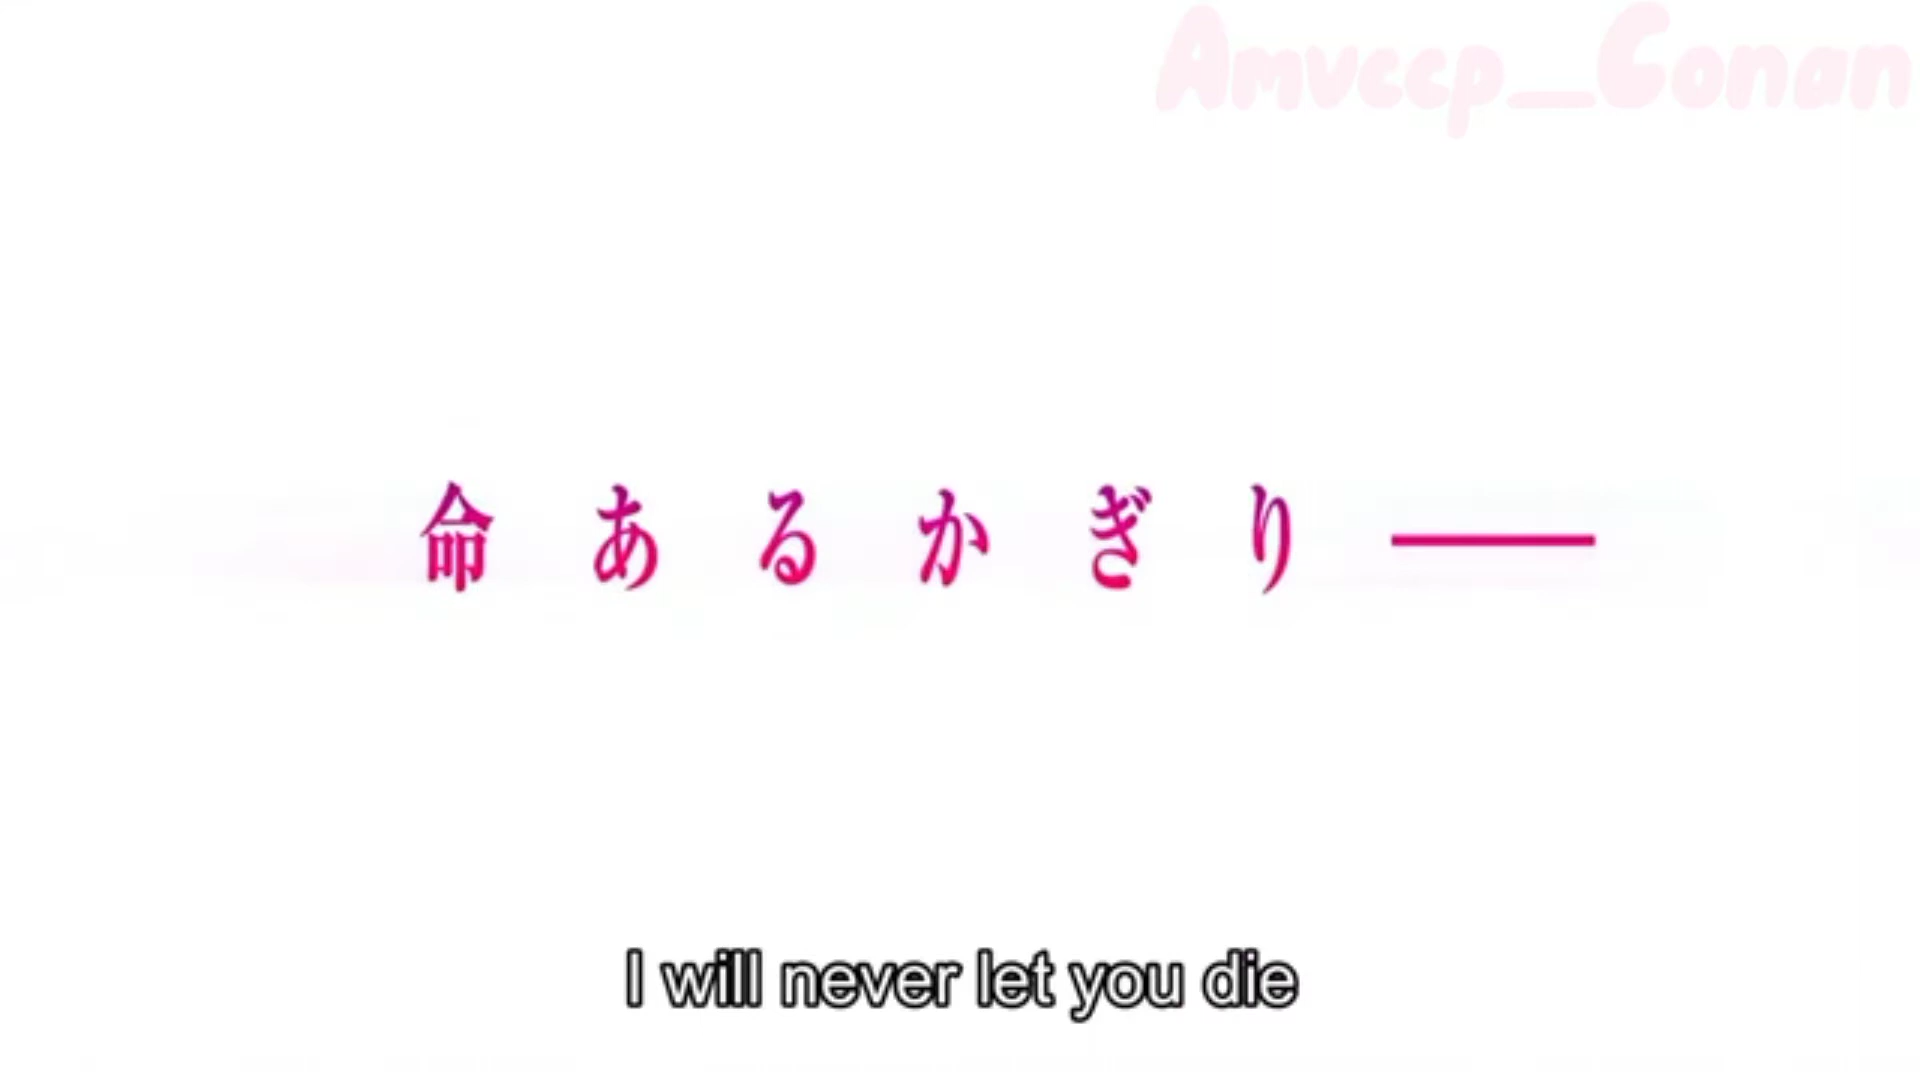 Amvccp_Conan
命あるかぎり——
I will never let you die